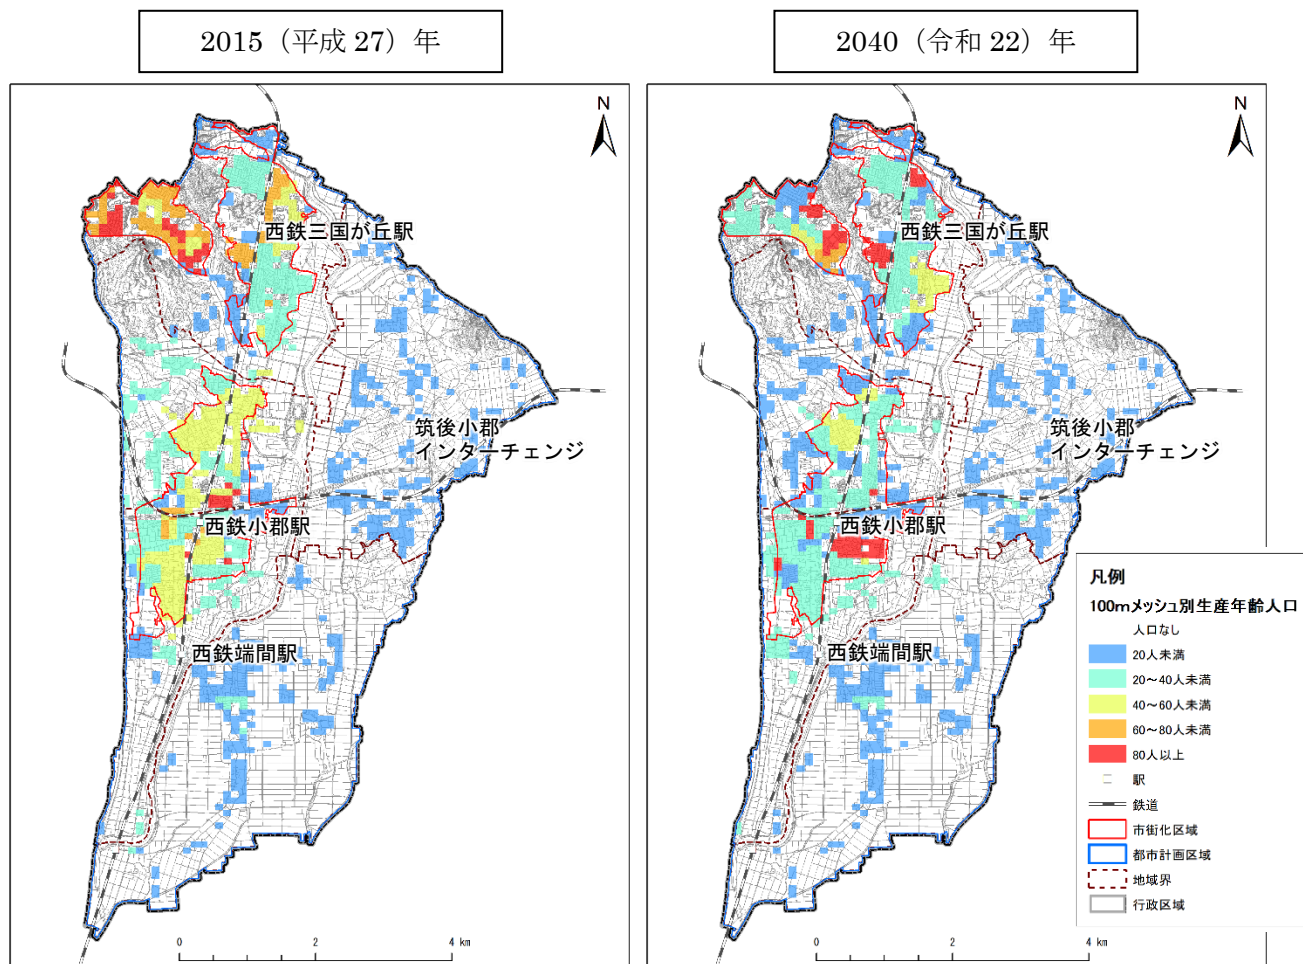 2015（平成 27）年
2040（令和 22）年
N
西鉄三国が丘駅
筑後小郡
インターチェンジ
西鉄小郡駅
西鉄端間駅
0 2 4 km
N
西鉄三国が丘駅
筑後小郡
インターチェンジ
西鉄小郡駅
西鉄端間駅
0 2 4 km
凡例
100mメッシュ別生産年齢人口
人口なし
20人未満
20～40人未満
40～60人未満
60～80人未満
80人以上
駅
鉄道
市街化区域
都市計画区域
地域界
行政区域